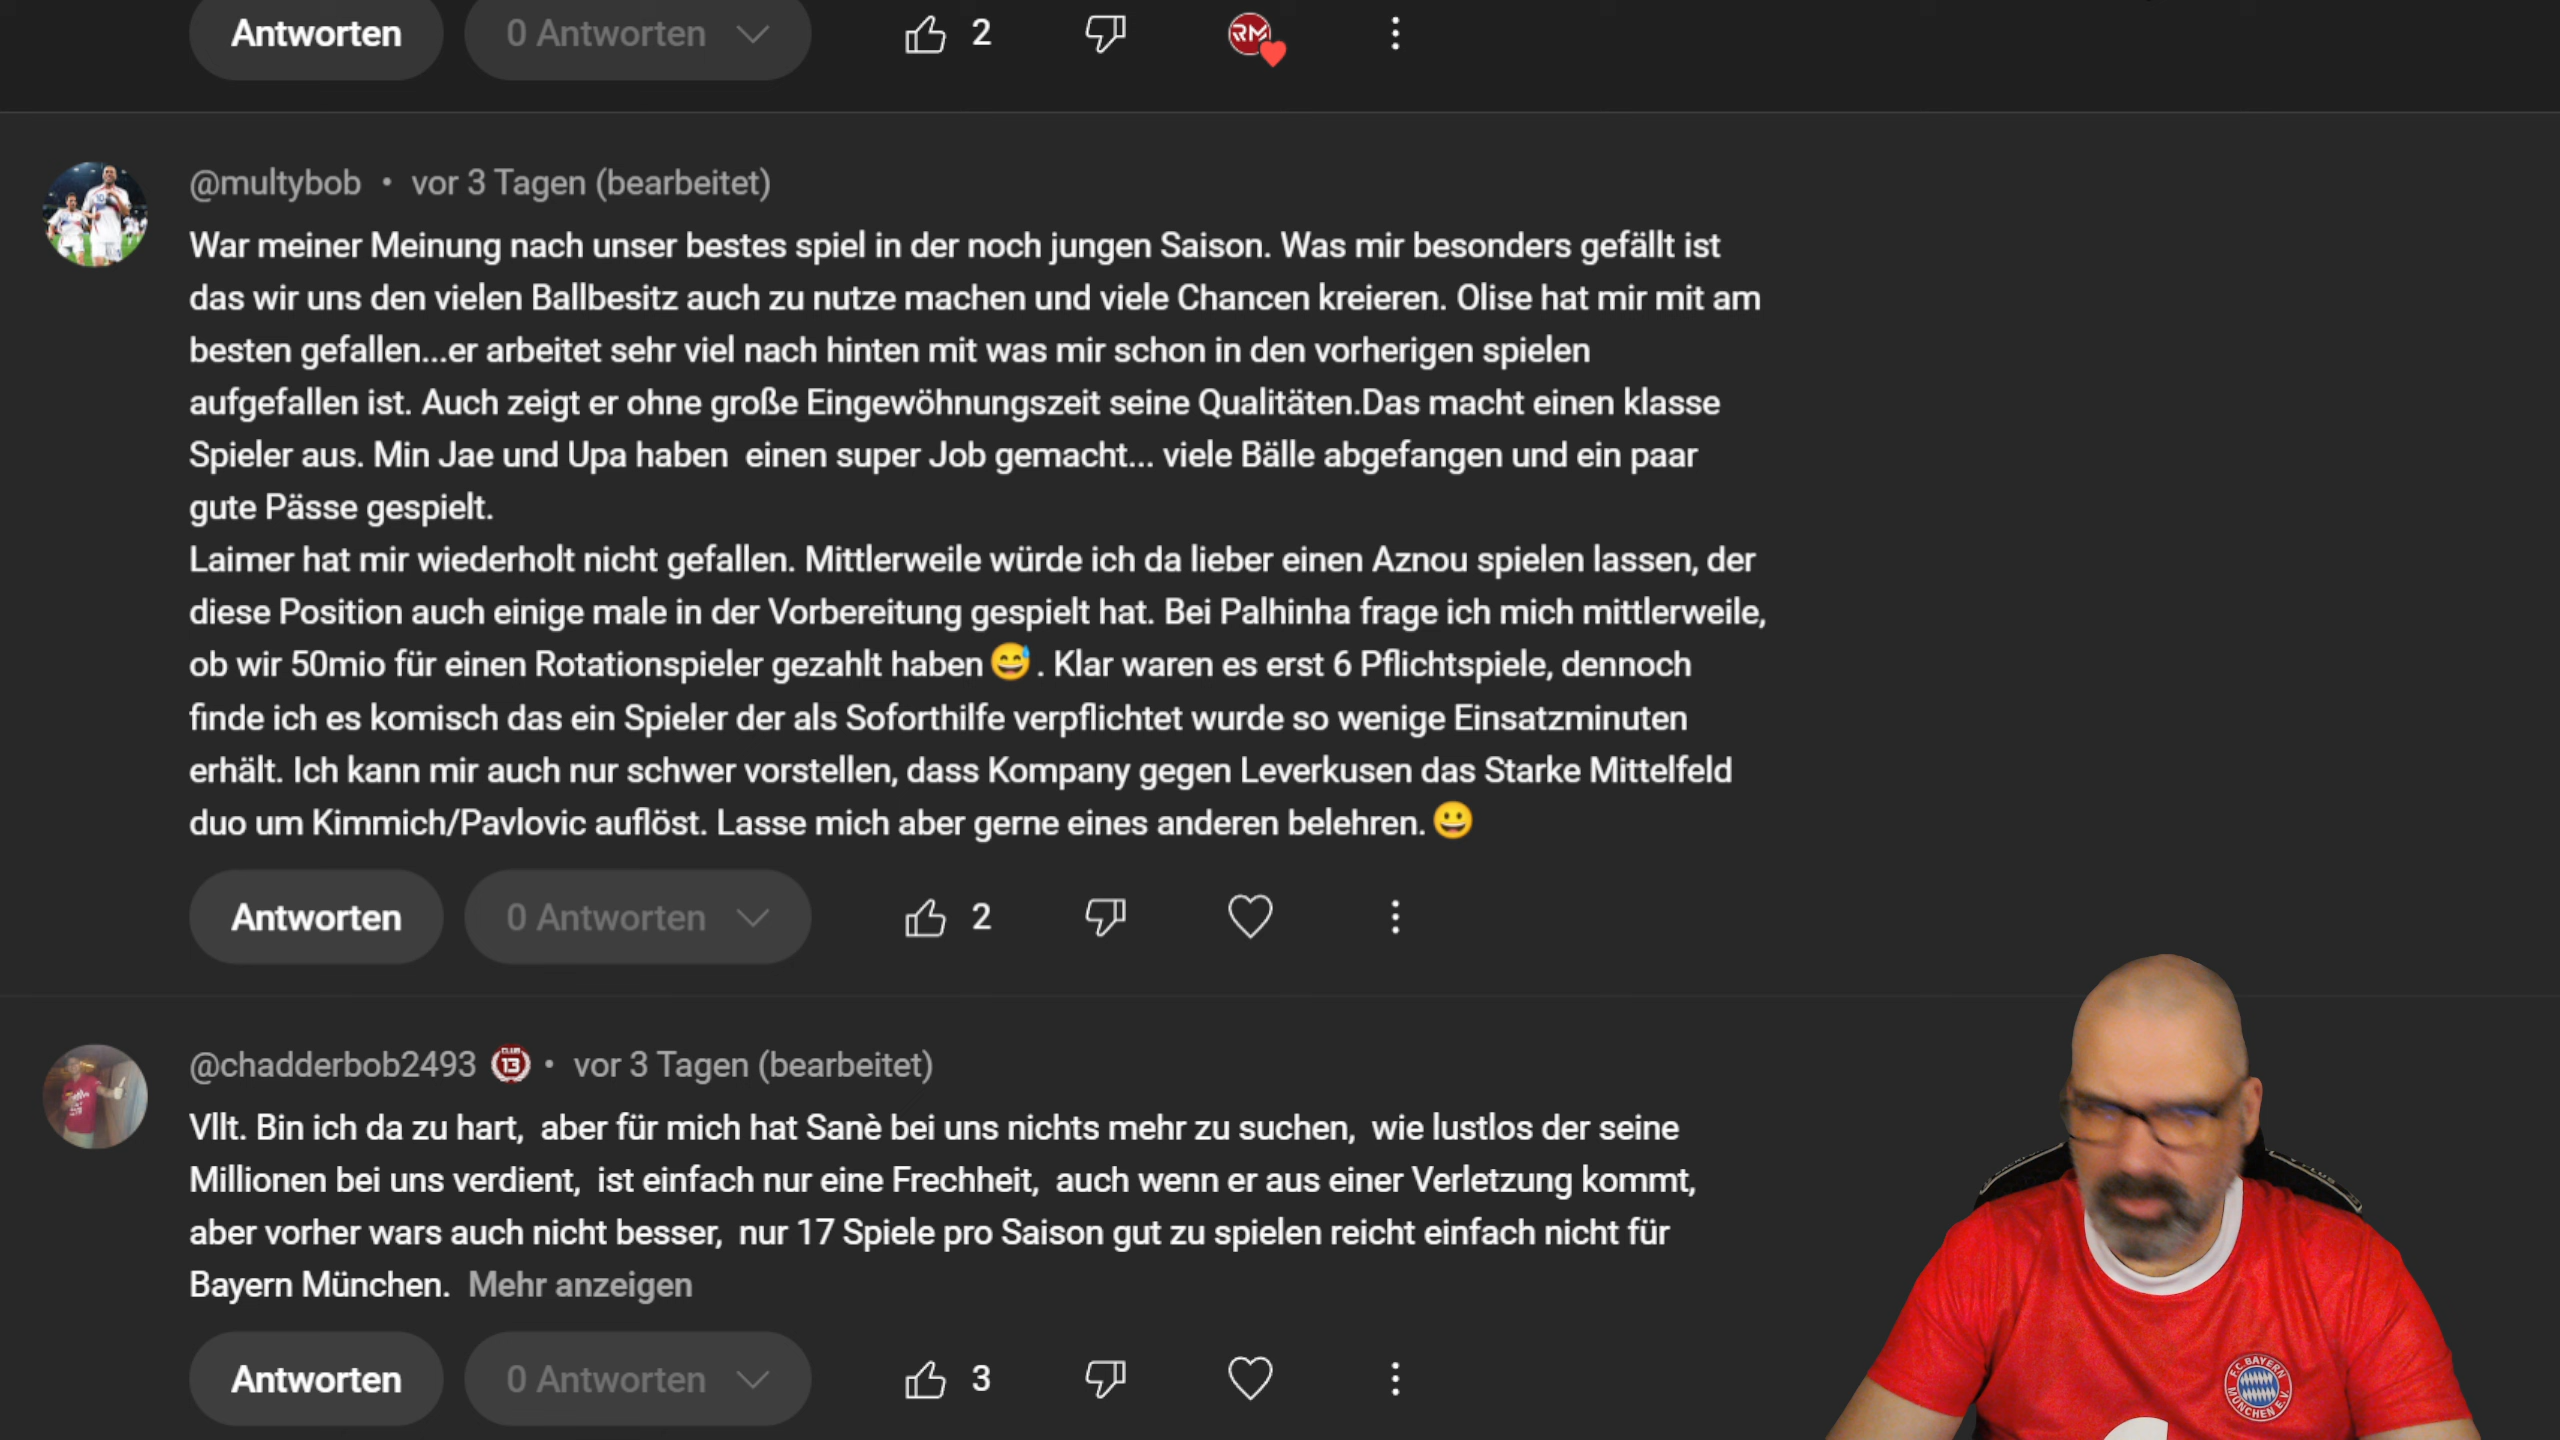 Antworten 0 Antworten 2 RM
@multybob • vor 3 Tagen (bearbeitet)
War meiner Meinung nach unser bestes spiel in der noch jungen Saison. Was mir besonders gefällt ist
das wir uns den vielen Ballbesitz auch zu nutze machen und viele Chancen kreieren. Olise hat mir mit am
besten gefallen...er arbeitet sehr viel nach hinten mit was mir schon in den vorherigen spielen
aufgefallen ist. Auch zeigt er ohne große Eingewöhnungszeit seine Qualitäten.Das macht einen klasse
Spieler aus. Min Jae und Upa haben  einen super Job gemacht... viele Bälle abgefangen und ein paar
gute Pässe gespielt.
Laimer hat mir wiederholt nicht gefallen. Mittlerweile würde ich da lieber einen Aznou spielen lassen, der
diese Position auch einige male in der Vorbereitung gespielt hat. Bei Palhinha frage ich mich mittlerweile,
ob wir 50mio für einen Rotationspieler gezahlt haben😅. Klar waren es erst 6 Pflichtspiele, dennoch
finde ich es komisch das ein Spieler der als Soforthilfe verpflichtet wurde so wenige Einsatzminuten
erhält. Ich kann mir auch nur schwer vorstellen, dass Kompany gegen Leverkusen das Starke Mittelfeld
duo um Kimmich/Pavlovic auflöst. Lasse mich aber gerne eines anderen belehren.😀
Antworten 0 Antworten 2
@chadderbob2493 CLUB 13 • vor 3 Tagen (bearbeitet)
Vllt. Bin ich da zu hart,  aber für mich hat Sanè bei uns nichts mehr zu suchen,  wie lustlos der seine
Millionen bei uns verdient,  ist einfach nur eine Frechheit,  auch wenn er aus einer Verletzung kommt,
aber vorher wars auch nicht besser,  nur 17 Spiele pro Saison gut zu spielen reicht einfach nicht für
Bayern München.  Mehr anzeigen
Antworten 0 Antworten 3
FC BAYERN
MÜNCHEN E.V.